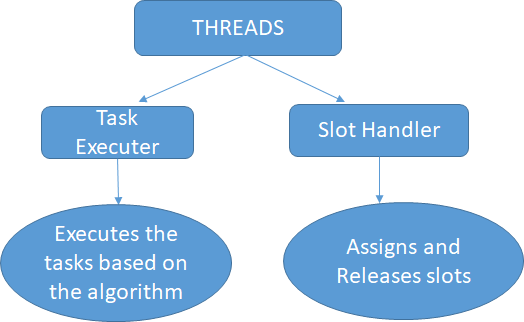 THREADS
Task
Executer
Slot Handler
Executes the
tasks based on
the algorithm
Assigns and
Releases slots